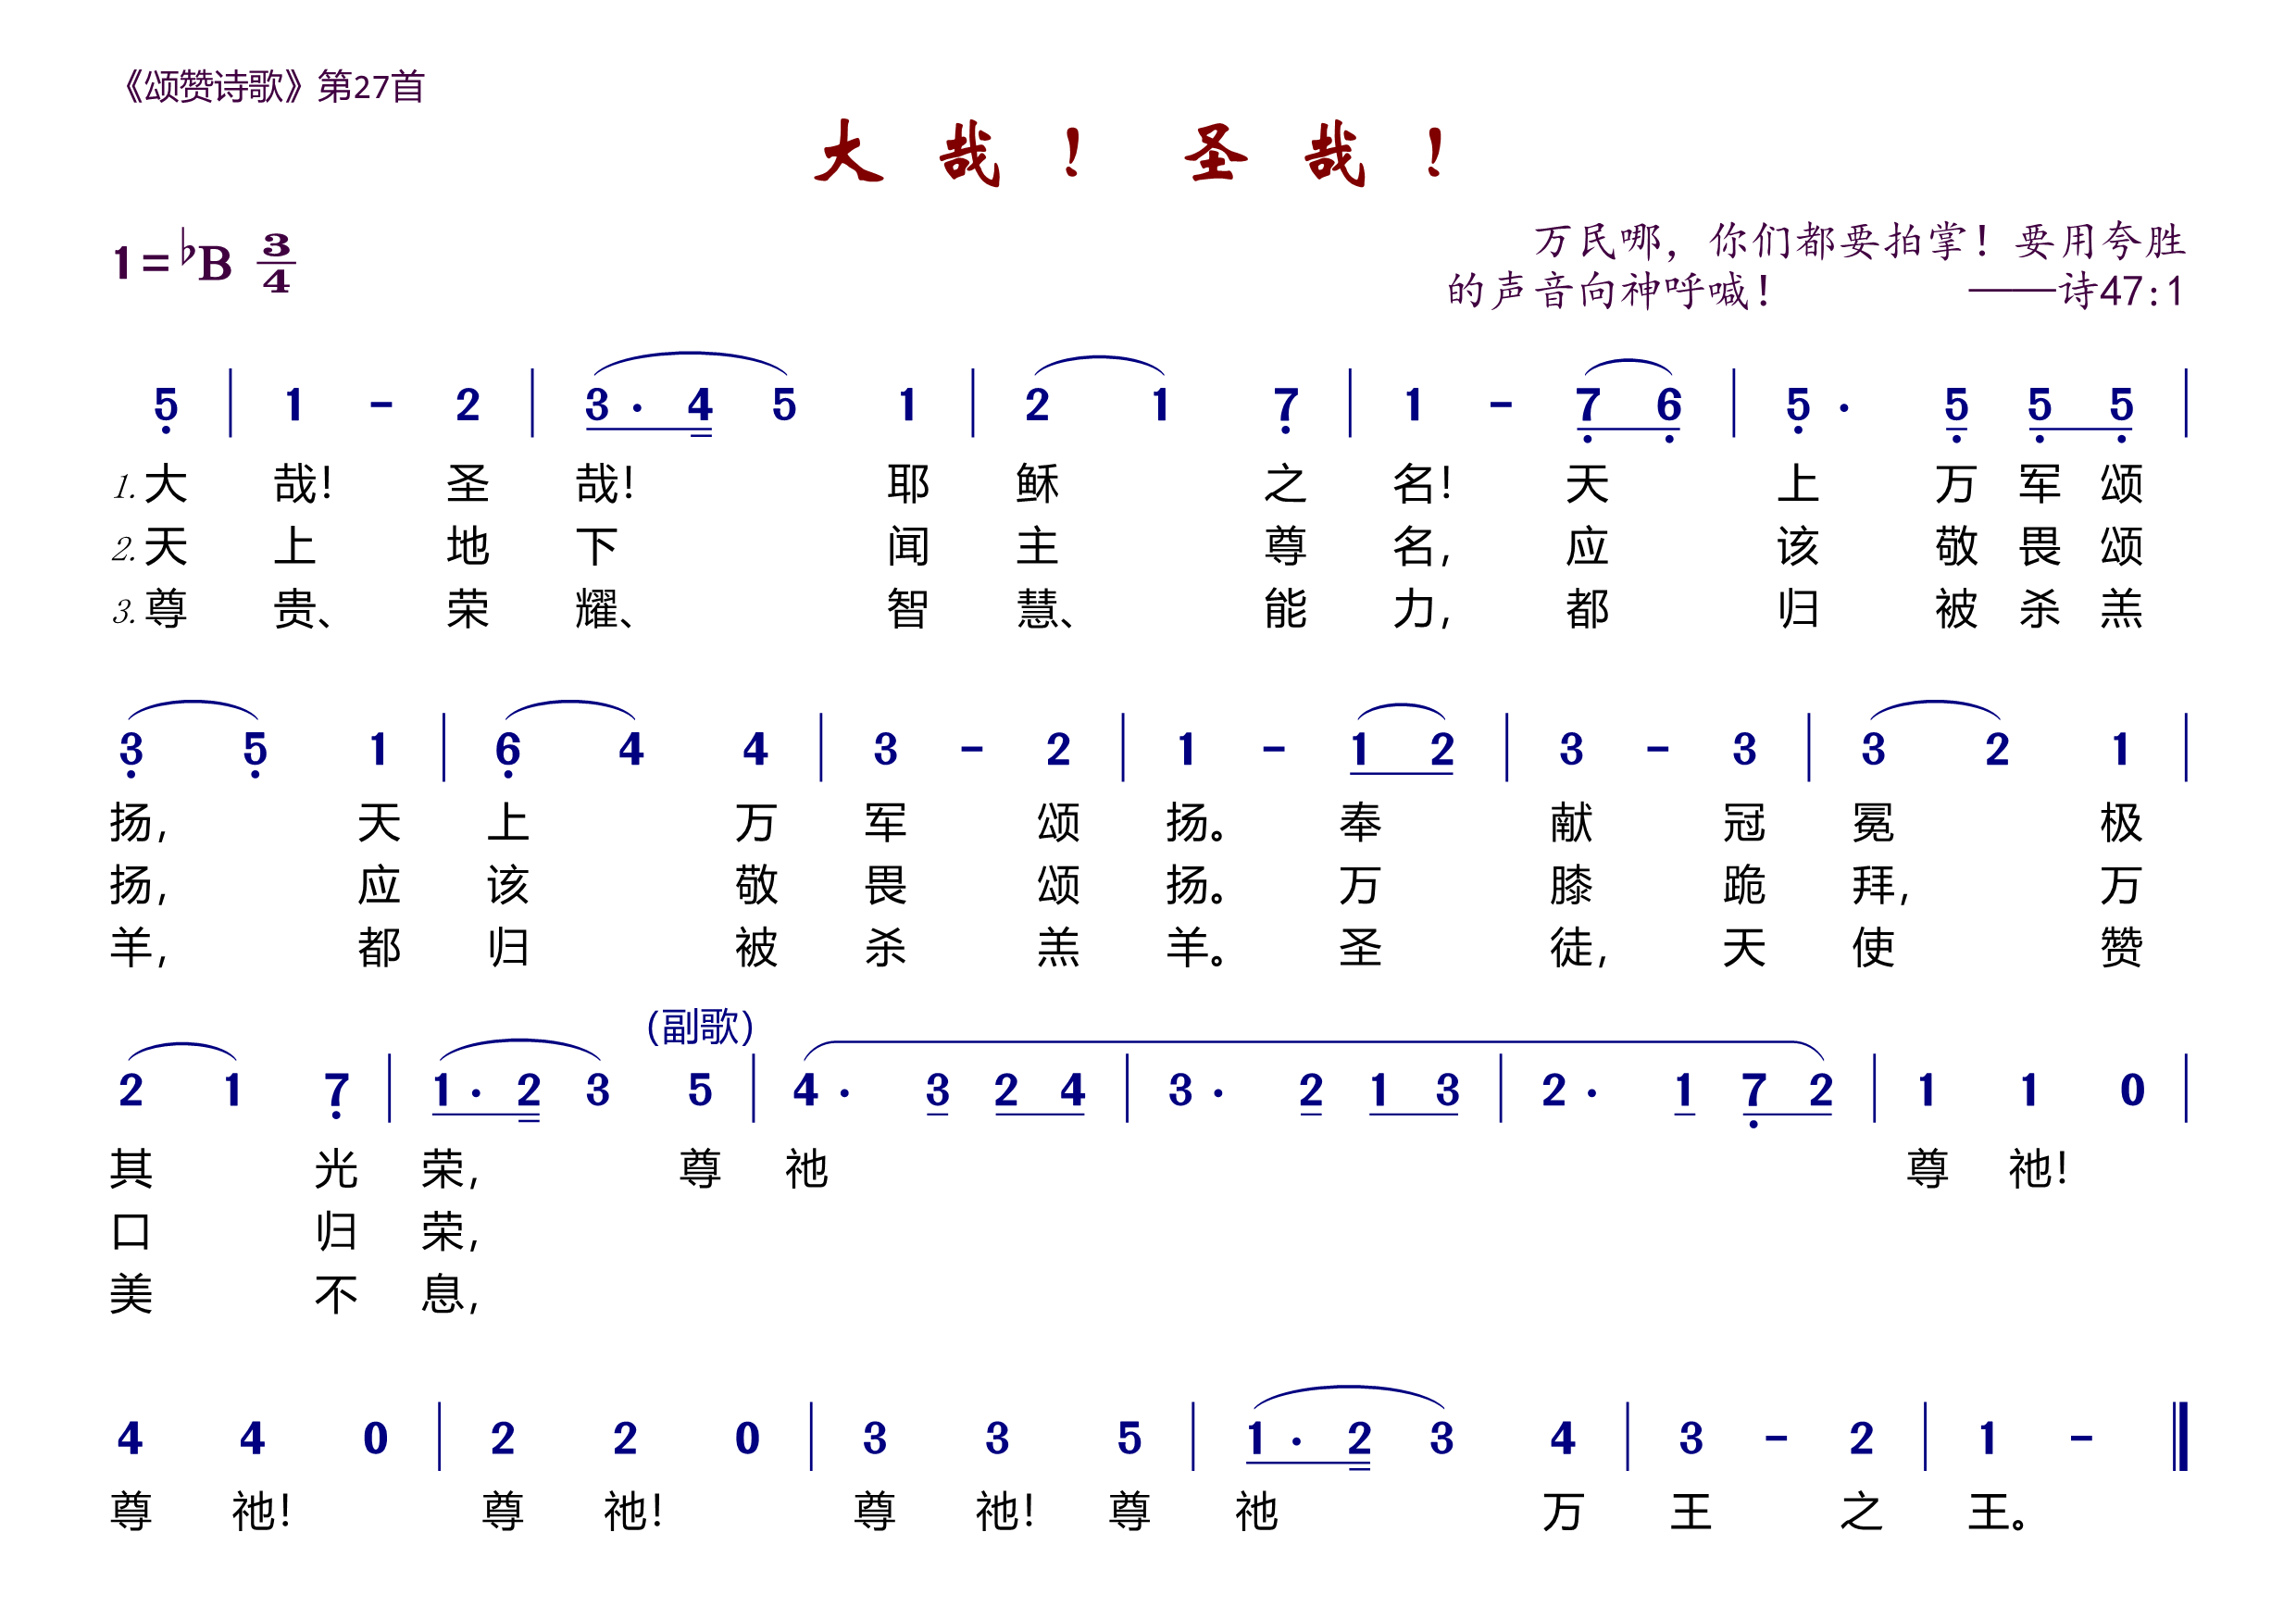 《颂赞诗歌》第27首
大哉！圣哉！
1=♭B 3/4
万民哪，你们都要拍掌！要用夸胜
的声音向神呼喊！ ——诗47:1
5̣ | 1 - 2 | 3· 4 5 1 | 2 1 7̣ | 1 - 7̣ 6̣ | 5̣· 5̣ 5̣ 5̣ |
1.大 哉！ 圣 哉！ 耶 稣 之 名！ 天 上 万 军 颂
2.天 上 地 下 闻 主 尊 名， 应 该 敬 畏 颂
3.尊 贵、 荣 耀、 智 慧、 能 力， 都 归 被 杀 羔
3̣ 5̣ 1 | 6̣ 4 4 | 3 - 2 | 1 - 1 2 | 3 - 3 | 3 2 1 |
扬， 天 上 万 军 颂 扬。 奉 献 冠 冕 极
扬， 应 该 敬 畏 颂 扬。 万 膝 跪 拜， 万
羊， 都 归 被 杀 羔 羊。 圣 徒， 天 使 赞
(副歌)
2 1 7̣ | 1· 2 3 5 | 4· 3 2 4 | 3· 2 1 3 | 2· 1 7̣ 2 | 1 1 0 |
其 光 荣， 尊 祂 尊 祂！
口 归 荣，
美 不 息，
4 4 0 | 2 2 0 | 3 3 5 | 1· 2 3 4 | 3 - 2 | 1 - ‖
尊 祂！ 尊 祂！ 尊 祂！ 尊 祂 万 王 之 王。